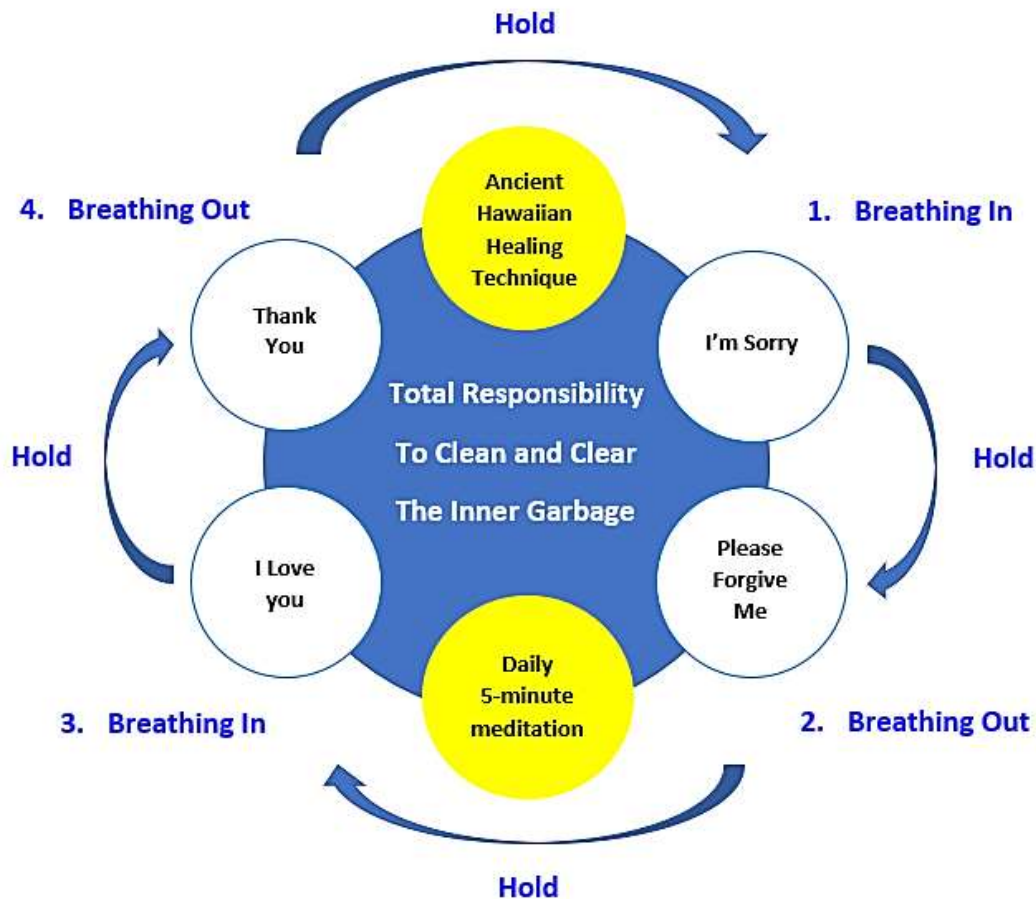 Hold
4. Breathing Out
Ancient
Hawaiian
Healing
Technique
1. Breathing In
Thank
You
I'm Sorry
Total Responsibility
To Clean and Clear
The Inner Garbage
Hold
Hold
I Love
you
Please
Forgive
Me
Daily
5-minute
meditation
3. Breathing In
2. Breathing Out
Hold